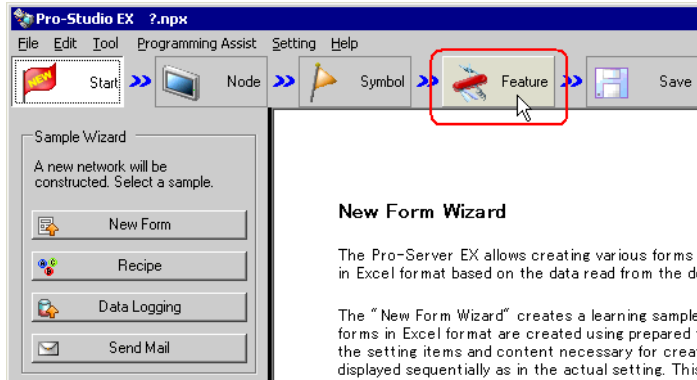 Pro-Studio EX ?.npx
File Edit Tool Programming Assist Setting Help
NEW Start Node Symbol Feature Save
Sample Wizard
A new network will be
constructed. Select a sample.
New Form
Recipe
Data Logging
Send Mail
New Form Wizard
The Pro-Server EX allows creating various forms
in Excel format based on the data read from the
The "New Form Wizard" creates a learning sample
forms in Excel format are created using prepared
the setting items and content necessary for
displayed sequentially as in the actual setting. This